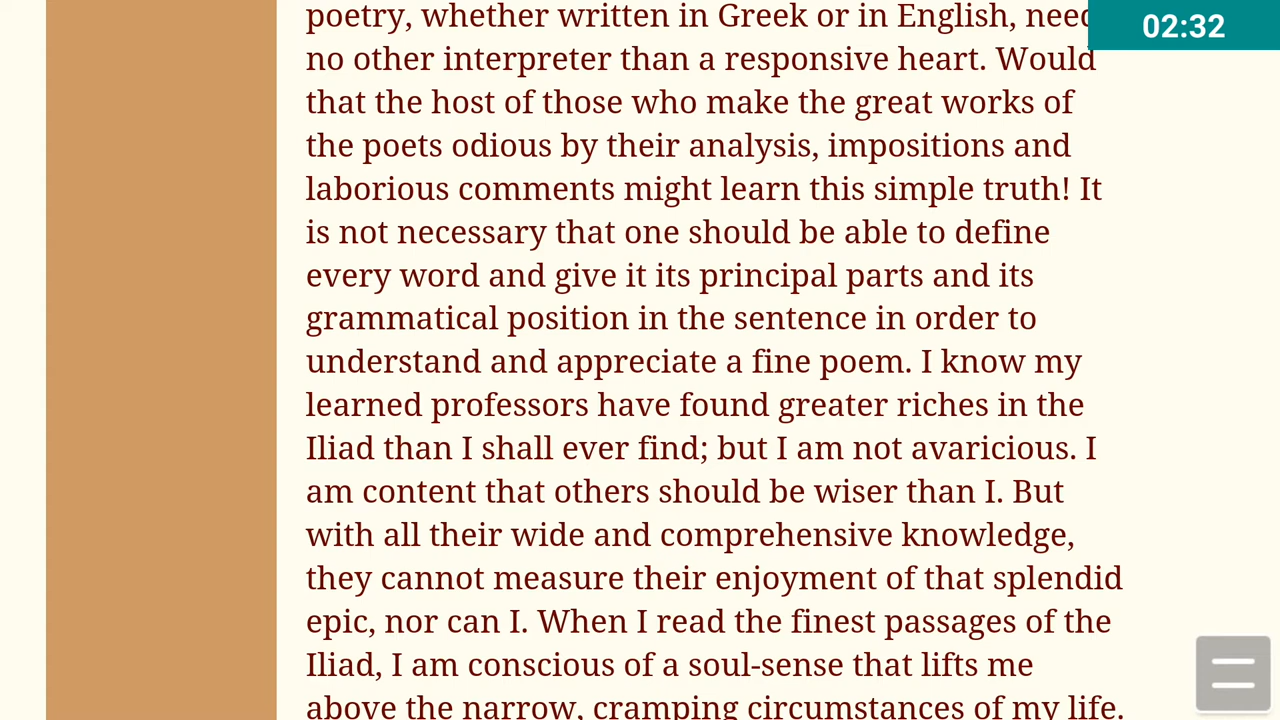 poetry, whether written in Greek or in English, need
02:32
no other interpreter than a responsive heart. Would
that the host of those who make the great works of
the poets odious by their analysis, impositions and
laborious comments might learn this simple truth! It
is not necessary that one should be able to define
every word and give it its principal parts and its
grammatical position in the sentence in order to
understand and appreciate a fine poem. I know my
learned professors have found greater riches in the
Iliad than I shall ever find; but I am not avaricious. I
am content that others should be wiser than I. But
with all their wide and comprehensive knowledge,
they cannot measure their enjoyment of that splendid
epic, nor can I. When I read the finest passages of the
Iliad, I am conscious of a soul-sense that lifts me
above the narrow, cramping circumstances of my life.